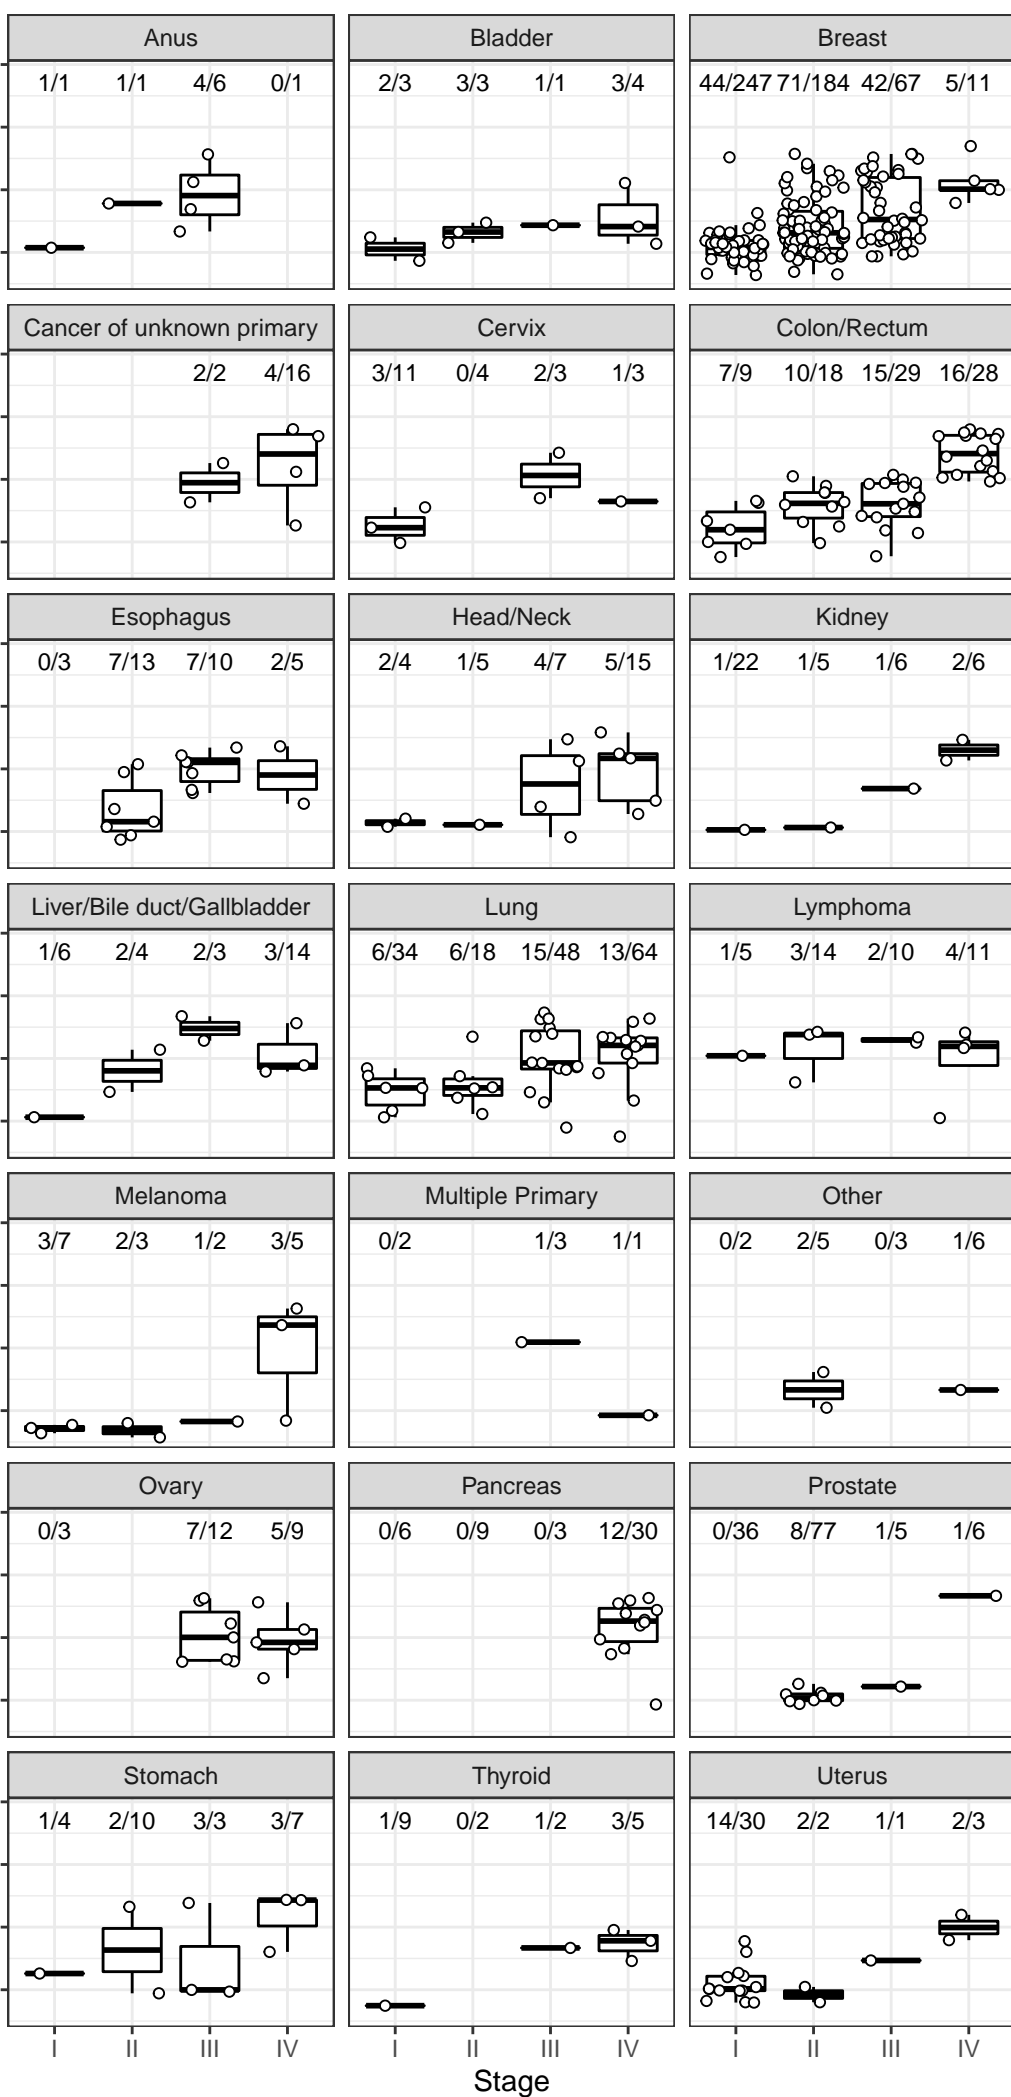 Anus Bladder Breast
1/1 1/1 4/6 0/1 2/3 3/3 1/1 3/4 44/247 71/184 42/67 5/11
Cancer of unknown primary Cervix Colon/Rectum
2/2 4/16 3/11 0/4 2/3 1/3 7/9 10/18 15/29 16/28
Esophagus Head/Neck Kidney
0/3 7/13 7/10 2/5 2/4 1/5 4/7 5/15 1/22 1/5 1/6 2/6
Liver/Bile duct/Gallbladder Lung Lymphoma
1/6 2/4 2/3 3/14 6/34 6/18 15/48 13/64 1/5 3/14 2/10 4/11
Melanoma Multiple Primary Other
3/7 2/3 1/2 3/5 0/2 1/3 1/1 0/2 2/5 0/3 1/6
Ovary Pancreas Prostate
0/3 7/12 5/9 0/6 0/9 0/3 12/30 0/36 8/77 1/5 1/6
Stomach Thyroid Uterus
1/4 2/10 3/3 3/7 1/9 0/2 1/2 3/5 14/30 2/2 1/1 2/3
I II III IV I II III IV I II III IV
Stage